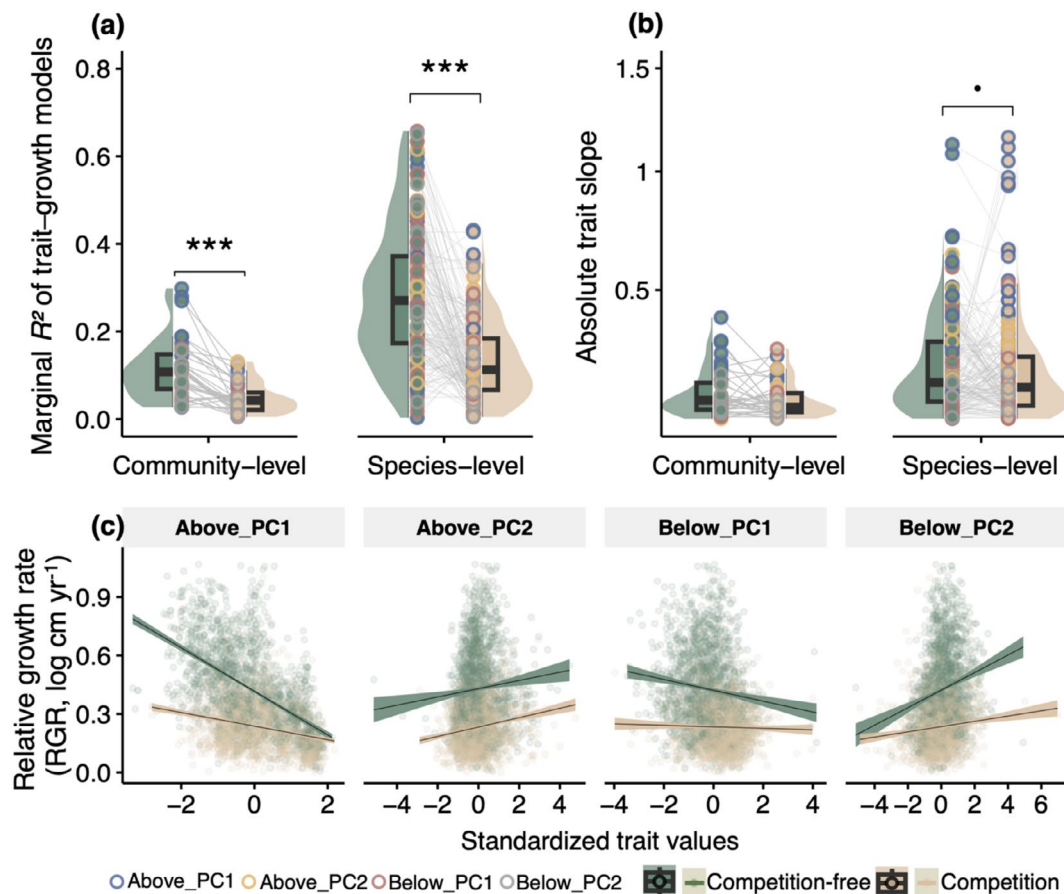 (a)
(b)
Marginal R² of trait–growth models
0.8
0.6
0.4
0.2
0.0
***
***
Community-level
Species-level
Absolute trait slope
1.5
1
0.5
•
Community-level
Species-level
(c)
Above_PC1
Above_PC2
Below_PC1
Below_PC2
Relative growth rate
(RGR, log cm yr⁻¹)
0.9
0.6
0.3
0.0
−2 0 2
−4 −2 0 2 4
−4 −2 0 2 4
−4 −2 0 2 4 6
Standardized trait values
Above_PC1 Above_PC2 Below_PC1 Below_PC2 Competition-free Competition